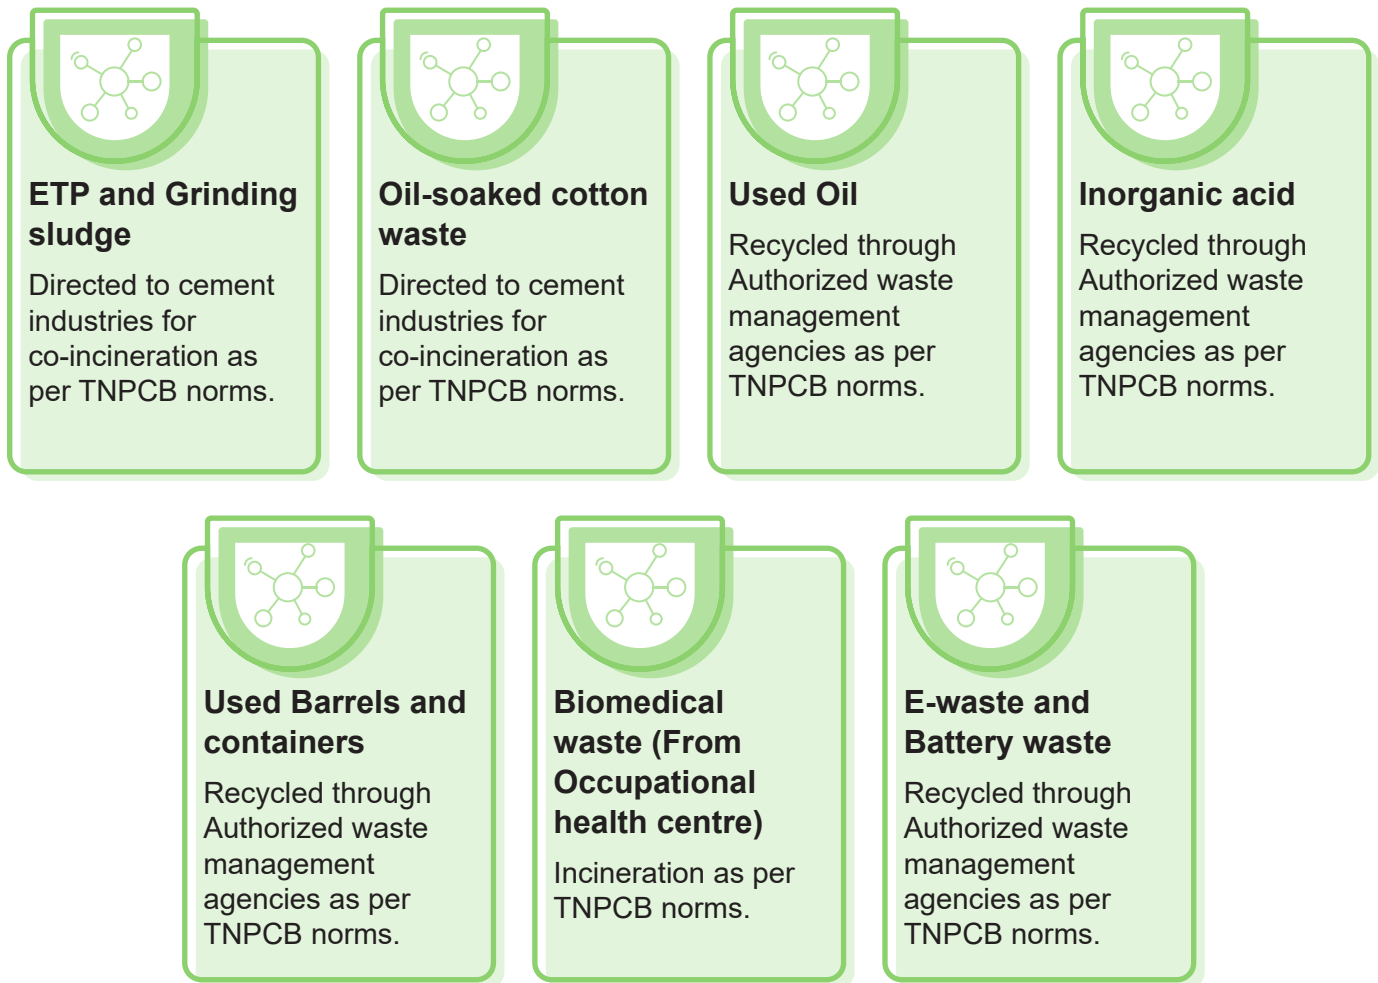 ETP and Grinding
sludge
Directed to cement
industries for
co-incineration as
per TNPCB norms.
Oil-soaked cotton
waste
Directed to cement
industries for
co-incineration as
per TNPCB norms.
Used Oil
Recycled through
Authorized waste
management
agencies as per
TNPCB norms.
Inorganic acid
Recycled through
Authorized waste
management
agencies as per
TNPCB norms.
Used Barrels and
containers
Recycled through
Authorized waste
management
agencies as per
TNPCB norms.
Biomedical
waste (From
Occupational
health centre)
Incineration as per
TNPCB norms.
E-waste and
Battery waste
Recycled through
Authorized waste
management
agencies as per
TNPCB norms.